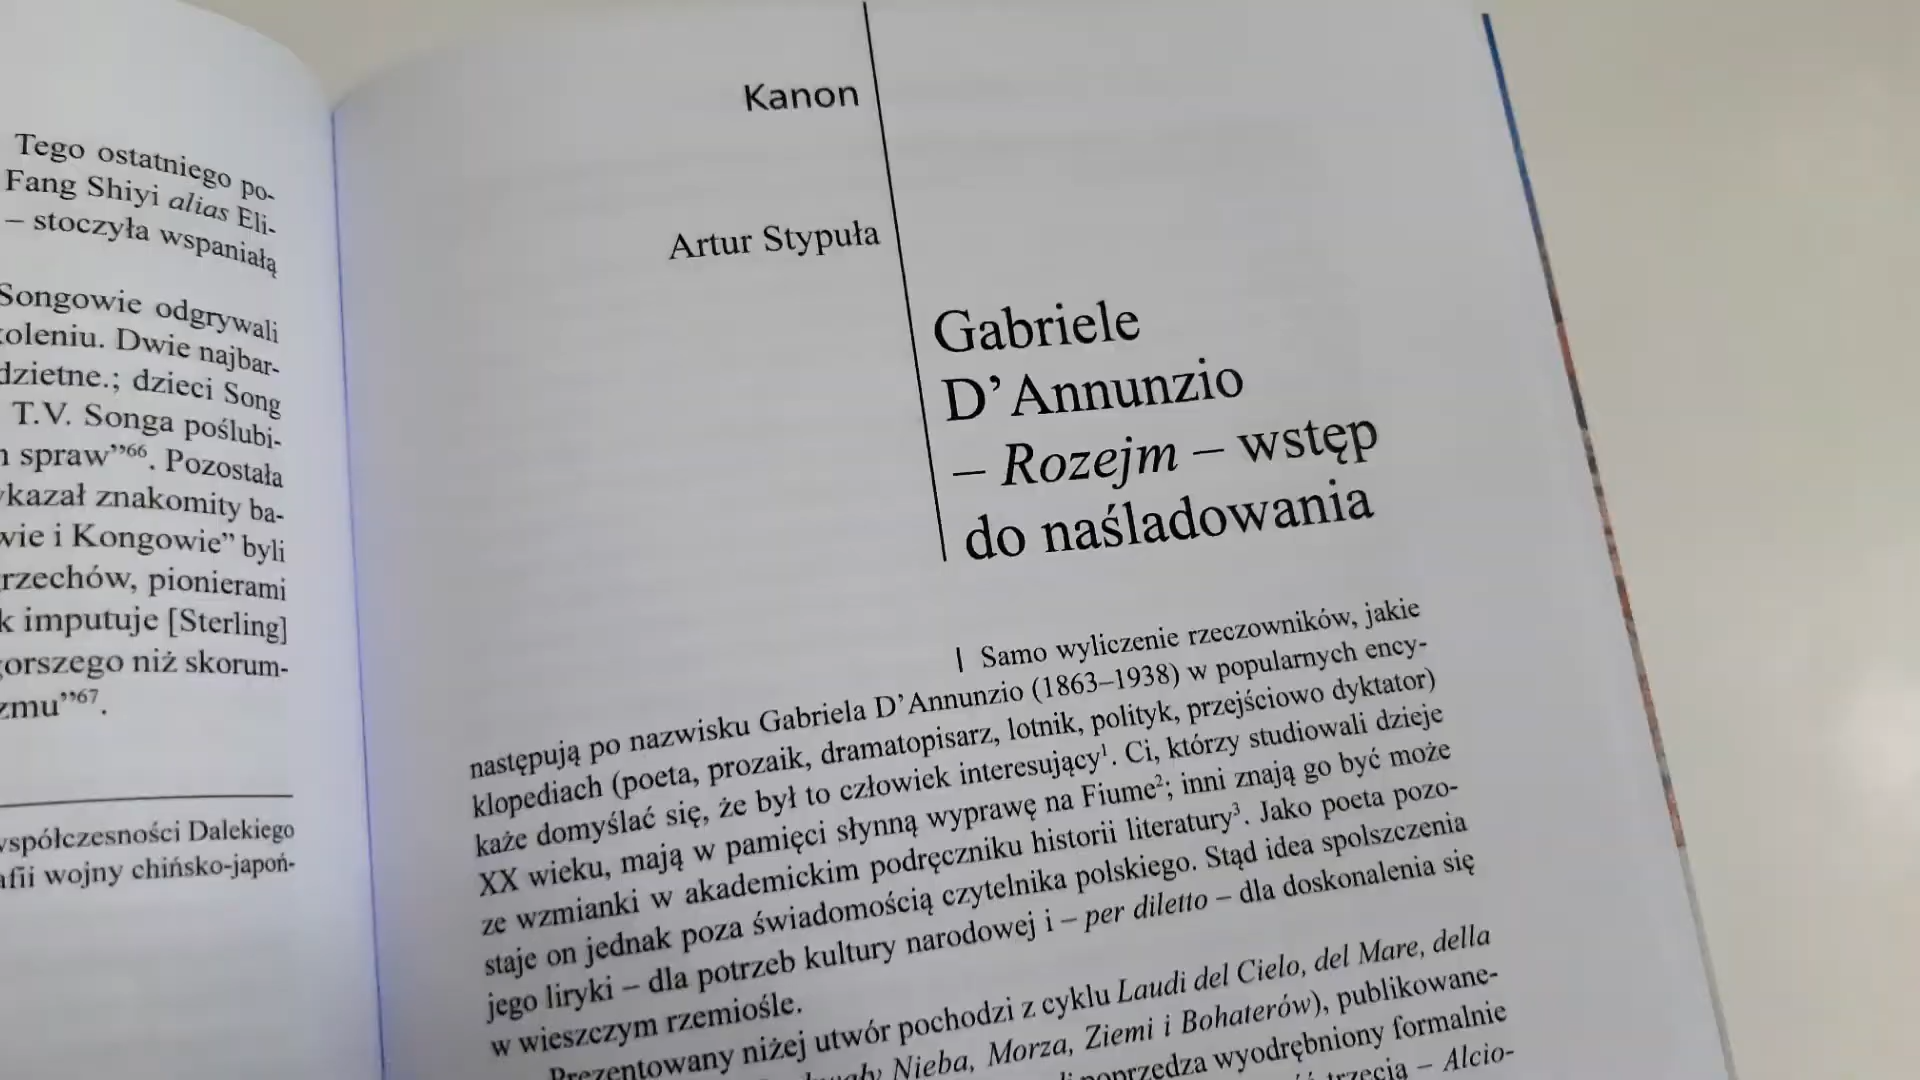 Tego ostatniego po-
Fang Shiyi alias Eli-
– stoczyła wspaniałą
Songowie odgrywali
koleniu. Dwie najbar-
dzietne.; dzieci Song
T.V. Songa poślubi-
spraw”⁶⁶. Pozostała
ykazał znakomity ba-
wie i Kongowie” byli
rzechów, pionierami
k imputuje [Sterling]
gorszego niż skorum-
zmu”⁶⁷.
współczesności Dalekiego
afii wojny chińsko-japoń-
Kanon
Artur Stypuła
Gabriele
D’Annunzio
– Rozejm – wstęp
do naśladowania
Samo wyliczenie rzeczowników, jakie
następują po nazwisku Gabriela D’Annunzio (1863–1938) w popularnych ency-
klopediach (poeta, prozaik, dramatopisarz, lotnik, polityk, przejściowo dyktator)
każe domyślać się, że był to człowiek interesujący¹. Ci, którzy studiowali dzieje
XX wieku, mają w pamięci słynną wyprawę na Fiume²; inni znają go być może
ze wzmianki w akademickim podręczniku historii literatury³. Jako poeta pozo-
staje on jednak poza świadomością czytelnika polskiego. Stąd idea spolszczenia
jego liryki – dla potrzeb kultury narodowej i – per diletto – dla doskonalenia się
w wieszczym rzemiośle.
Prezentowany niżej utwór pochodzi z cyklu Laudi del Cielo, del Mare, della
Nieba, Morza, Ziemi i Bohaterów), publikowane-
poprzedza wyodrębniony formalnie
trzecia – Alcio-